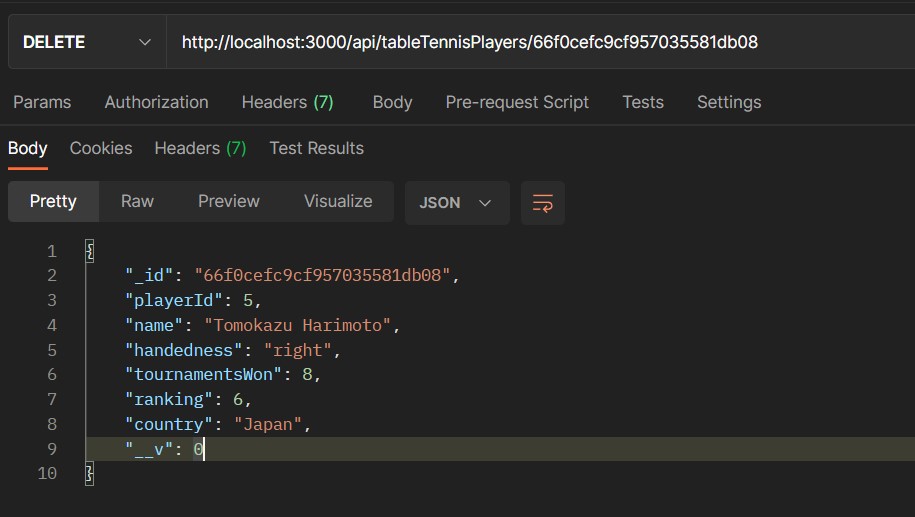 DELETE http://localhost:3000/api/tableTennisPlayers/66f0cefc9cf957035581db08
Params Authorization Headers (7) Body Pre-request Script Tests Settings
Body Cookies Headers (7) Test Results
Pretty Raw Preview Visualize JSON
1 {
2 "_id": "66f0cefc9cf957035581db08",
3 "playerId": 5,
4 "name": "Tomokazu Harimoto",
5 "handedness": "right",
6 "tournamentsWon": 8,
7 "ranking": 6,
8 "country": "Japan",
9 "__v": 0
10 }